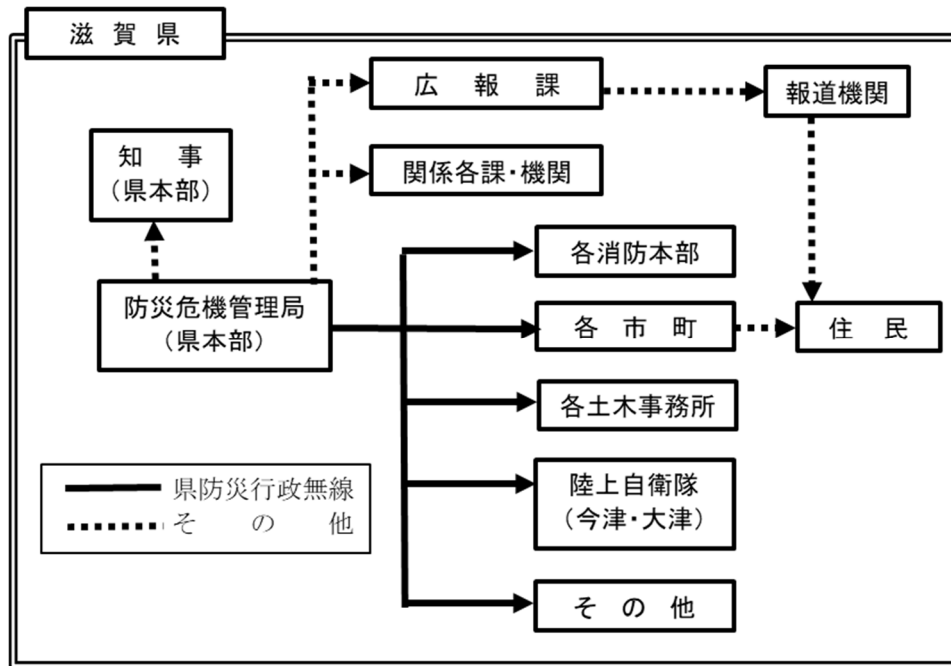 滋賀県
広報課
報道機関
知事
（県本部）
関係各課・機関
各消防本部
防災危機管理局
（県本部）
各市町
住民
各土木事務所
陸上自衛隊
（今津・大津）
その他
県防災行政無線
その他